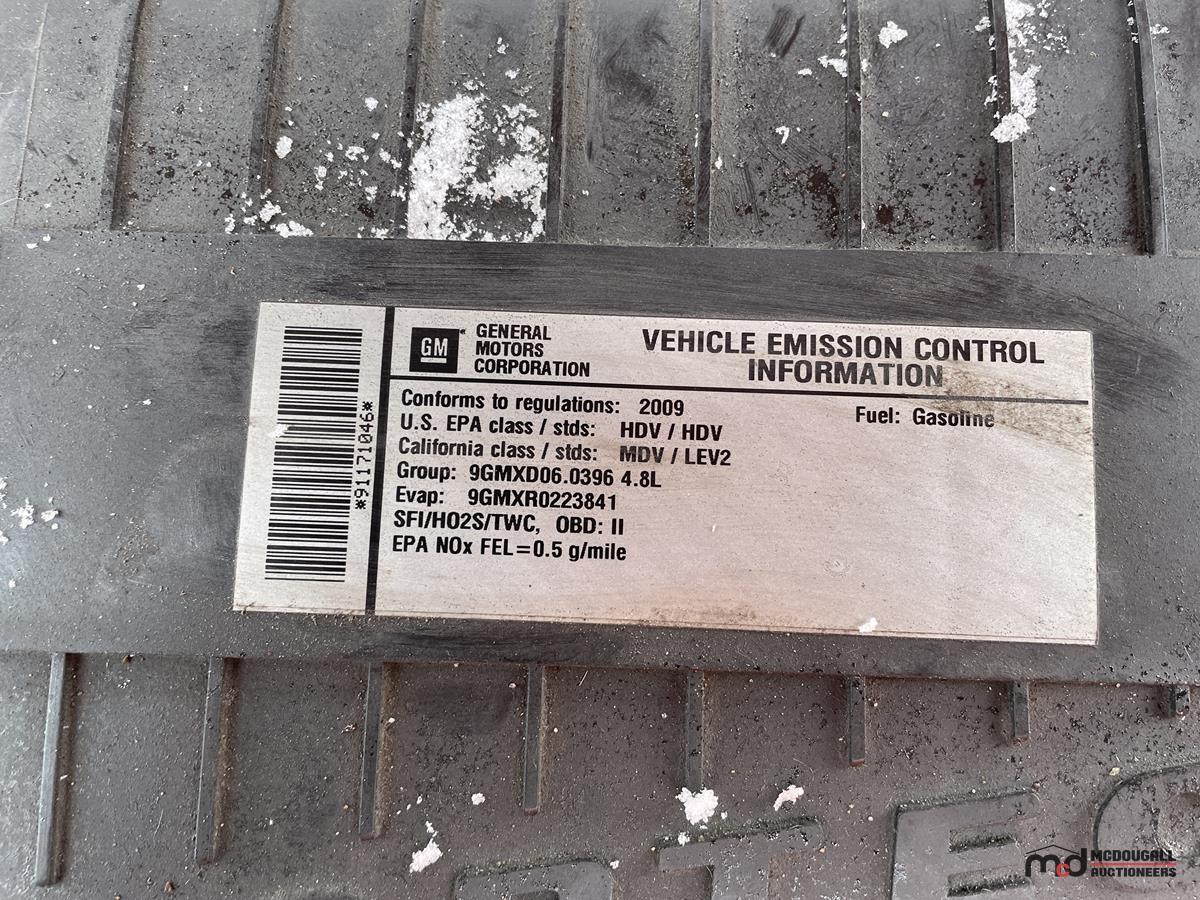 *91171046*
GM
GENERAL
MOTORS
CORPORATION
VEHICLE EMISSION CONTROL
INFORMATION
Conforms to regulations: 2009
Fuel: Gasoline
U.S. EPA class / stds: HDV / HDV
California class / stds: MDV / LEV2
Group: 9GMXD06.0396 4.8L
Evap: 9GMXR0223841
SFI/HO2S/TWC, OBD: II
EPA NOx FEL=0.5 g/mile
mcd MCDOUGALL
AUCTIONEERS